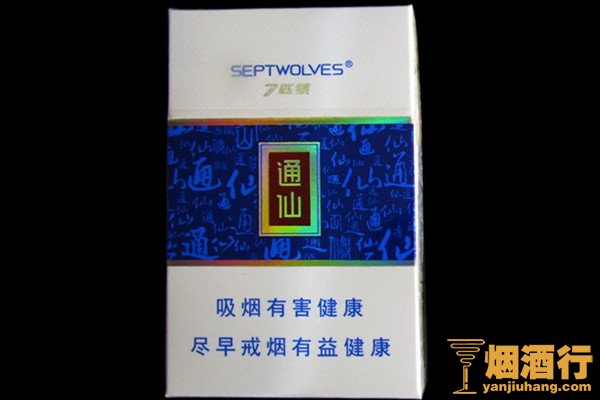 SEPTWOLVES®
7匹狼
通
仙
吸烟有害健康
尽早戒烟有益健康
烟酒行
yanjiuhang.com